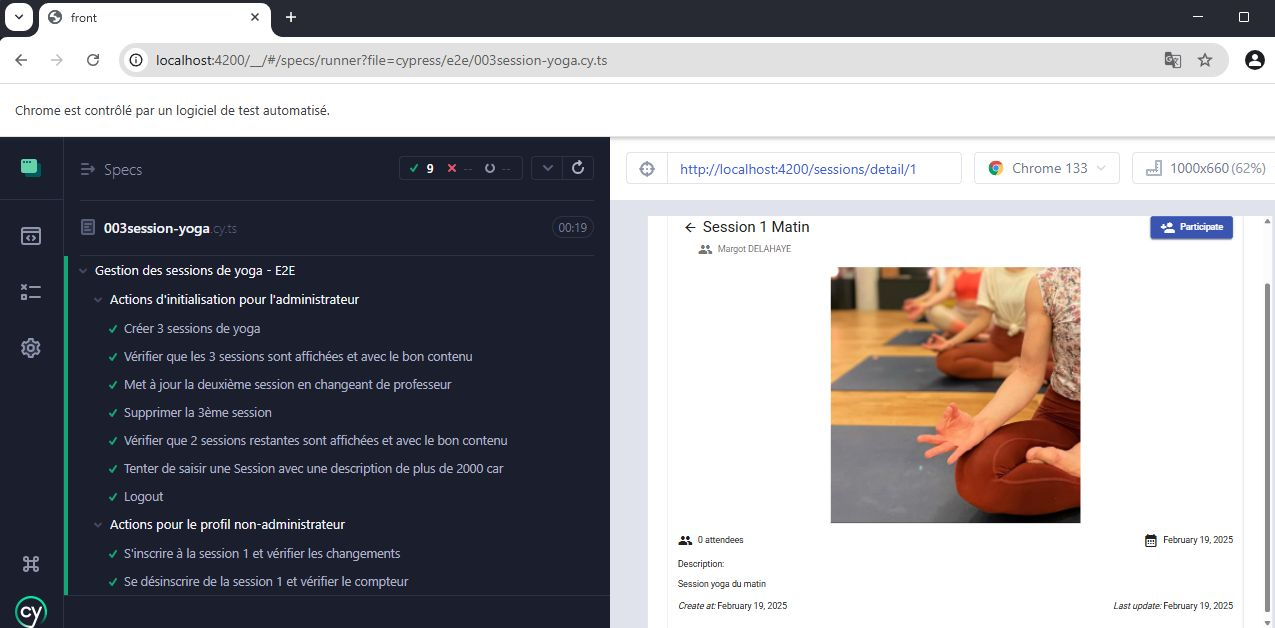 front
localhost:4200/__/#/specs/runner?file=cypress/e2e/003session-yoga.cy.ts
Chrome est contrôlé par un logiciel de test automatisé.
Specs
9 -- --
003session-yoga.cy.ts 00:19
Gestion des sessions de yoga - E2E
Actions d'initialisation pour l'administrateur
Créer 3 sessions de yoga
Vérifier que les 3 sessions sont affichées et avec le bon contenu
Met à jour la deuxième session en changeant de professeur
Supprimer la 3ème session
Vérifier que 2 sessions restantes sont affichées et avec le bon contenu
Tenter de saisir une Session avec une description de plus de 2000 car
Logout
Actions pour le profil non-administrateur
S'inscrire à la session 1 et vérifier les changements
Se désinscrire de la session 1 et vérifier le compteur
cy
http://localhost:4200/sessions/detail/1
Chrome 133
1000x660 (62%)
Session 1 Matin
Participate
Margot DELAHAYE
0 attendees
February 19, 2025
Description:
Session yoga du matin
Create at: February 19, 2025
Last update: February 19, 2025